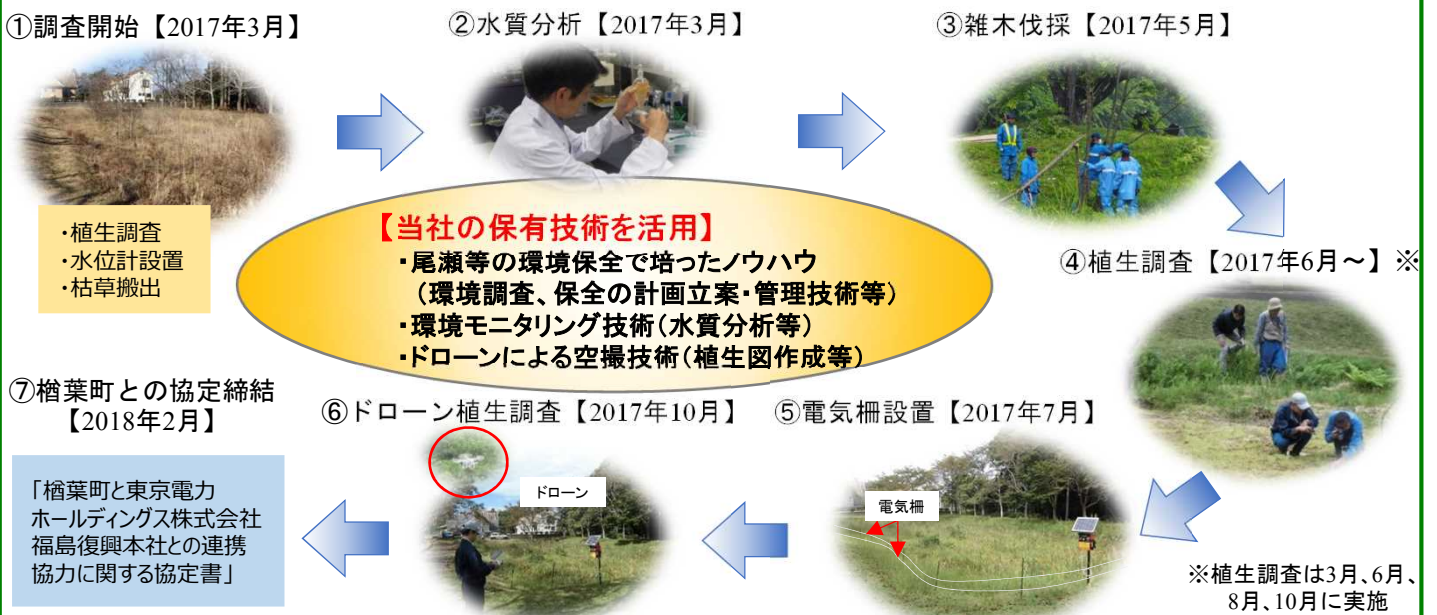 ①調査開始【2017年3月】
②水質分析【2017年3月】
③雑木伐採【2017年5月】
・植生調査
・水位計設置
・枯草搬出
【当社の保有技術を活用】
・尾瀬等の環境保全で培ったノウハウ
（環境調査、保全の計画立案・管理技術等）
・環境モニタリング技術（水質分析等）
・ドローンによる空撮技術（植生図作成等）
④植生調査【2017年6月～】※
⑤電気柵設置【2017年7月】
電気柵
※植生調査は3月、6月、
8月、10月に実施
⑥ドローン植生調査【2017年10月】
ドローン
⑦楢葉町との協定締結
【2018年2月】
「楢葉町と東京電力
ホールディングス株式会社
福島復興本社との連携
協力に関する協定書」